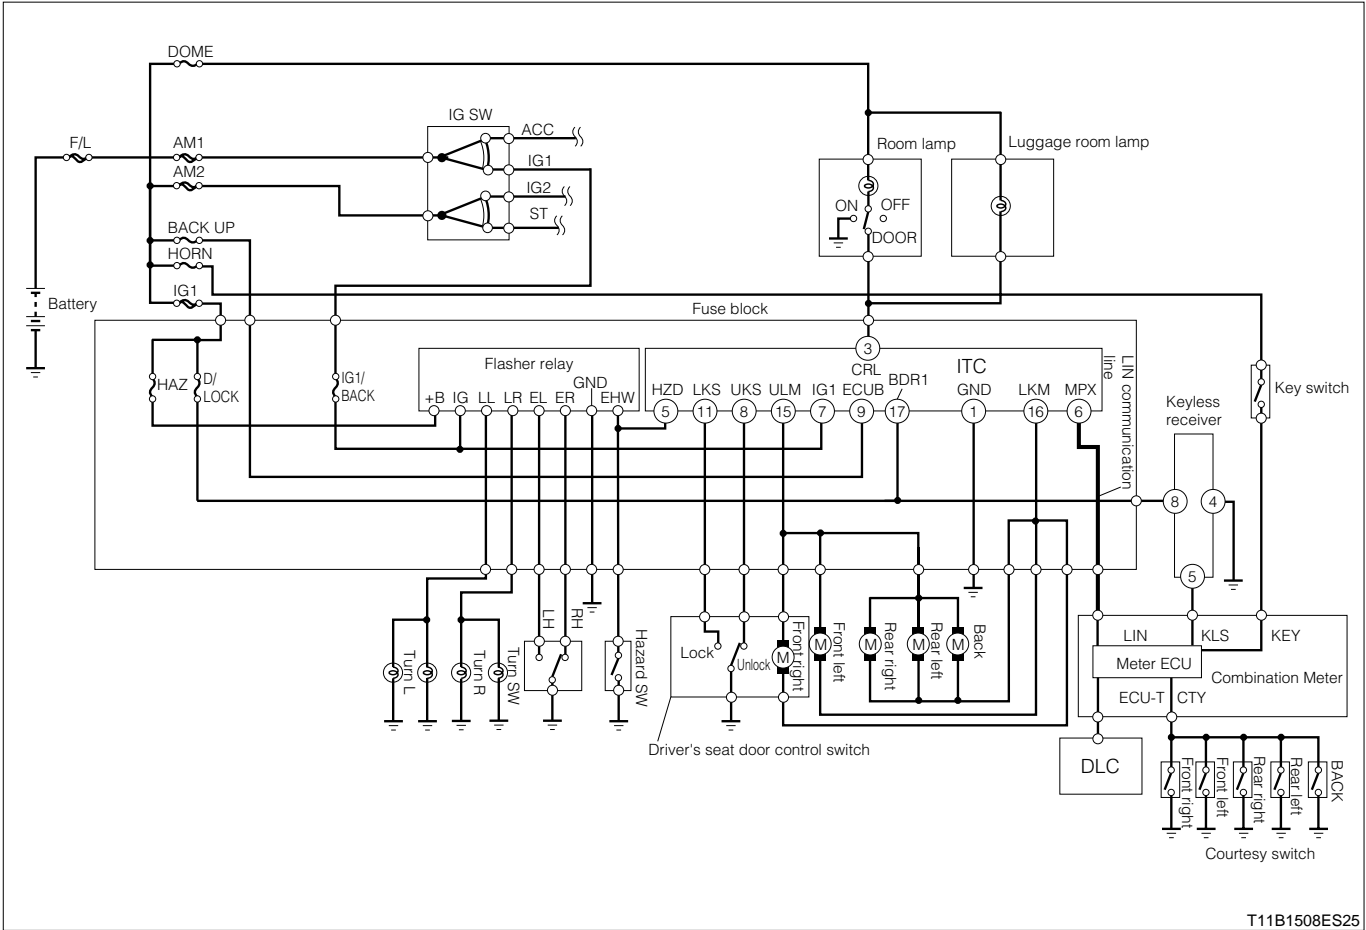 DOME
IG SW
F/L
AM1
ACC
Room lamp
Luggage room lamp
IG1
AM2
IG2
ON
OFF
ST
DOOR
BACK UP
HORN
IG1
Battery
Fuse block
Flasher relay
3
CRL
ITC
LIN communication
line
HAZ
D/
LOCK
IG1/
BACK
GND
+B
IG
LL
LR
EL
ER
EHW
HZD
LKS
UKS
ULM
IG1
ECUB
BDR1
GND
LKM
MPX
5
11
8
15
7
9
17
1
16
6
Keyless
receiver
Key switch
8
4
5
LH
RH
Hazard SW
Lock
Unlock
M
Front right
M
Front left
M
Rear right
M
Rear left
M
Back
LIN
KLS
KEY
Meter ECU
Combination Meter
ECU-T
CTY
Turn L
Turn R
Turn SW
Driver's seat door control switch
DLC
Front right
Front left
Rear right
Rear left
BACK
Courtesy switch
T11B1508ES25